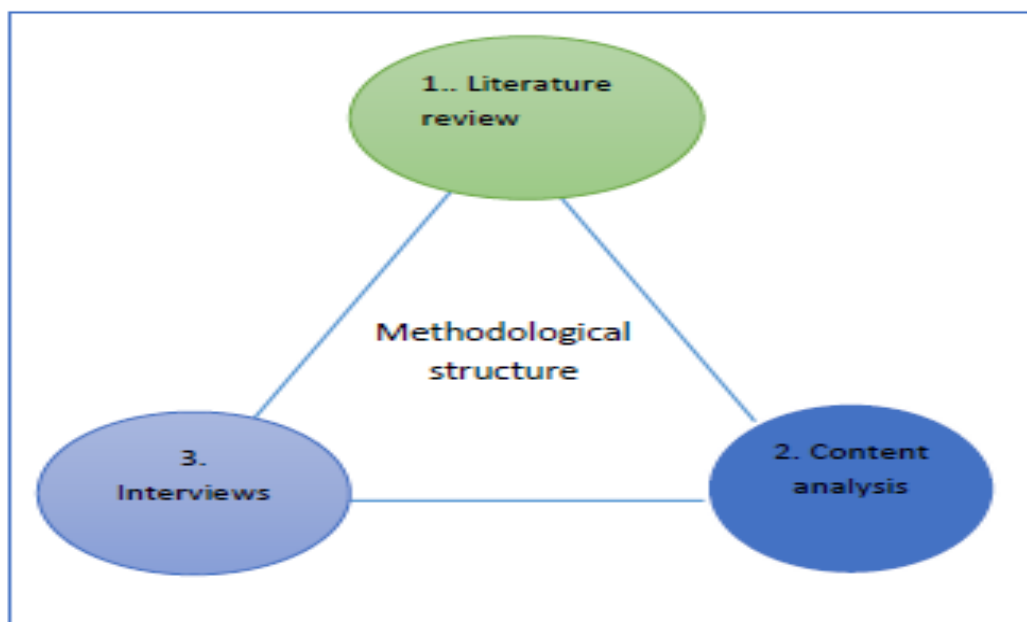 1.. Literature
review
Methodological
structure
3.
Interviews
2. Content
analysis